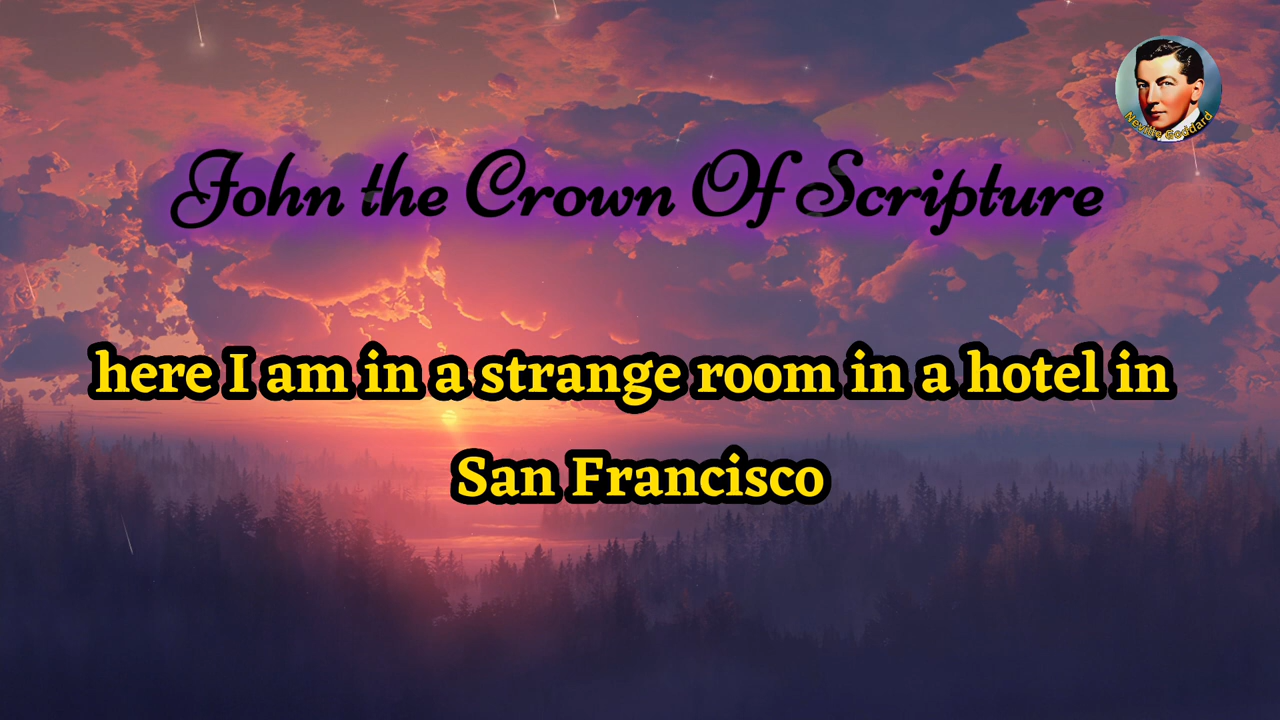 Neville Goddard
John the Crown Of Scripture
here I am in a strange room in a hotel in
San Francisco